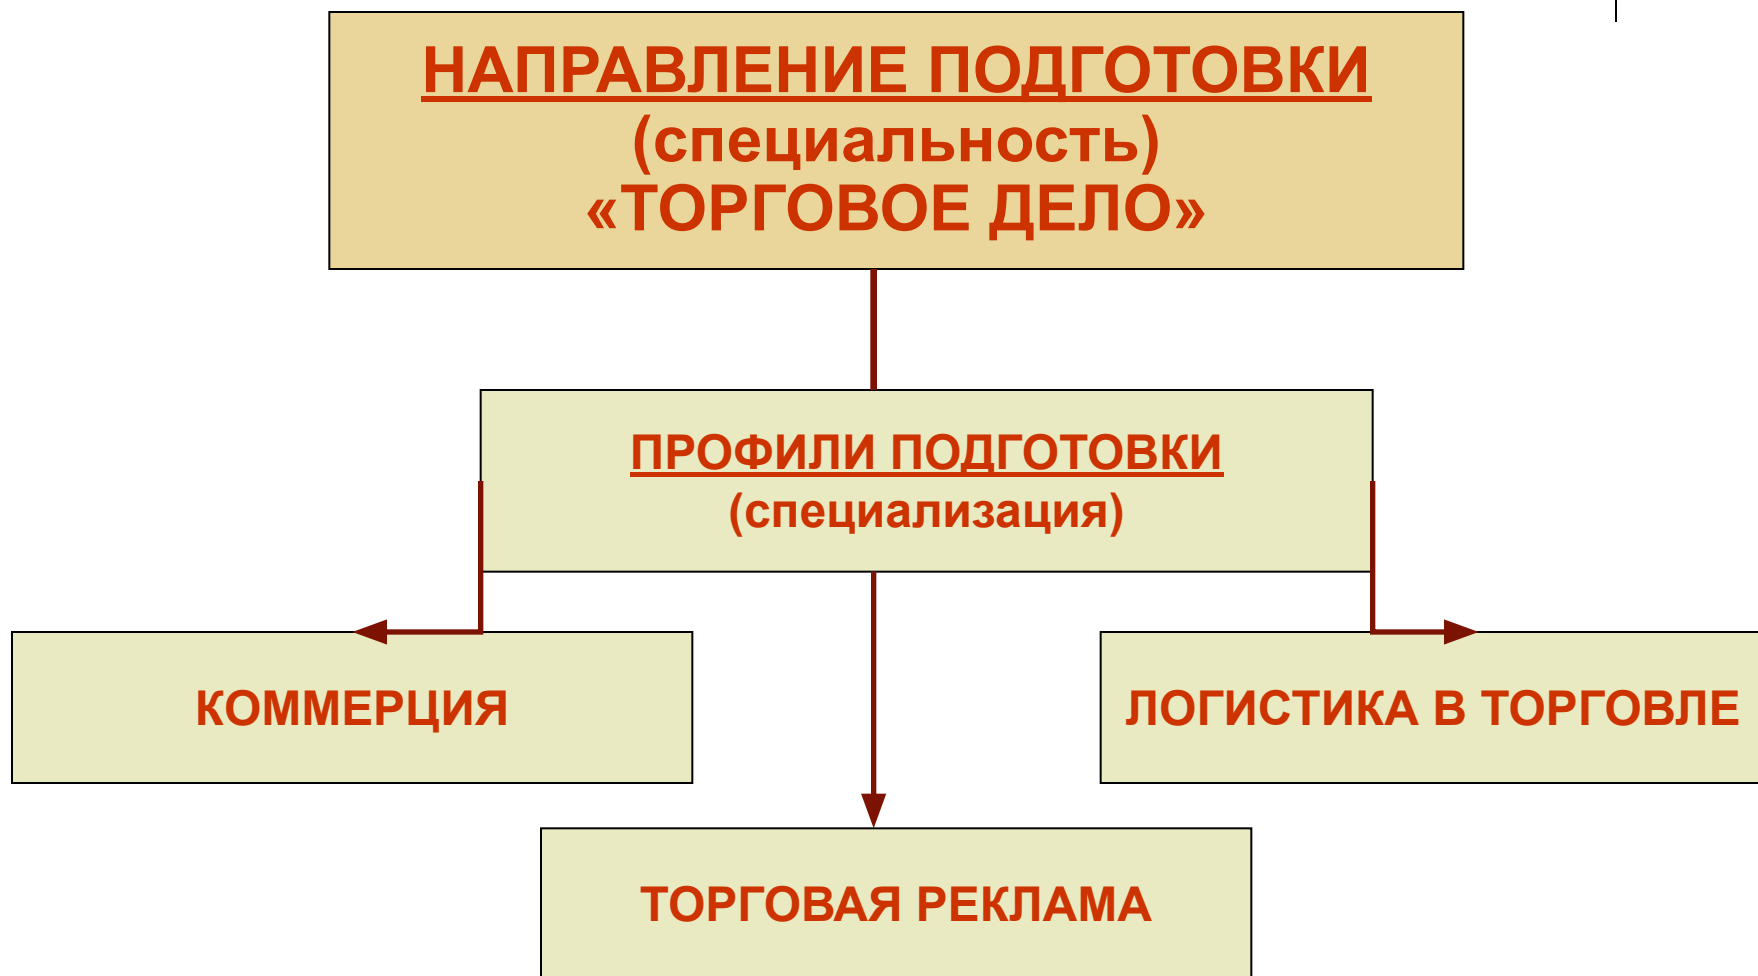 НАПРАВЛЕНИЕ ПОДГОТОВКИ
(специальность)
«ТОРГОВОЕ ДЕЛО»
ПРОФИЛИ ПОДГОТОВКИ
(специализация)
КОММЕРЦИЯ
ЛОГИСТИКА В ТОРГОВЛЕ
ТОРГОВАЯ РЕКЛАМА